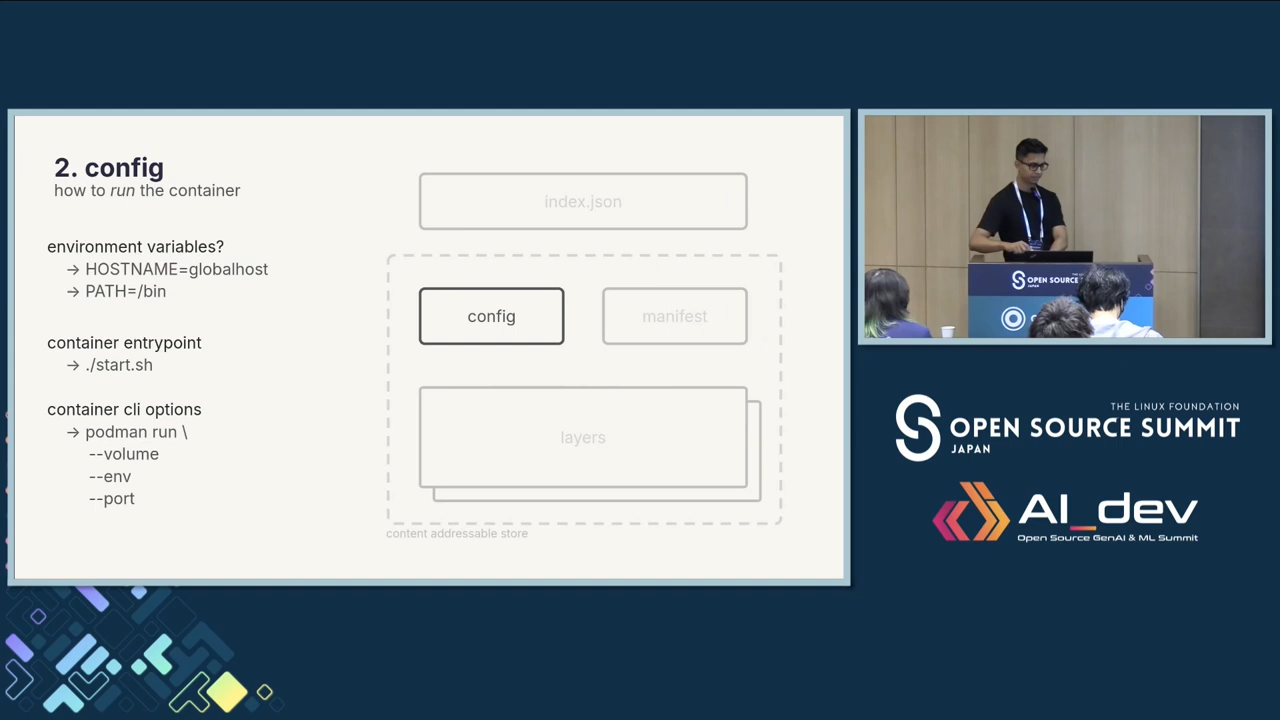 2. config
how to run the container
environment variables?
→ HOSTNAME=globalhost
→ PATH=/bin
container entrypoint
→ ./start.sh
container cli options
→ podman run \
--volume
--env
--port
index.json
config
manifest
layers
content addressable store
OPEN SOURCE
JAPAN
THE LINUX FOUNDATION
OPEN SOURCE SUMMIT
JAPAN
AI_dev
Open Source GenAI & ML Summit